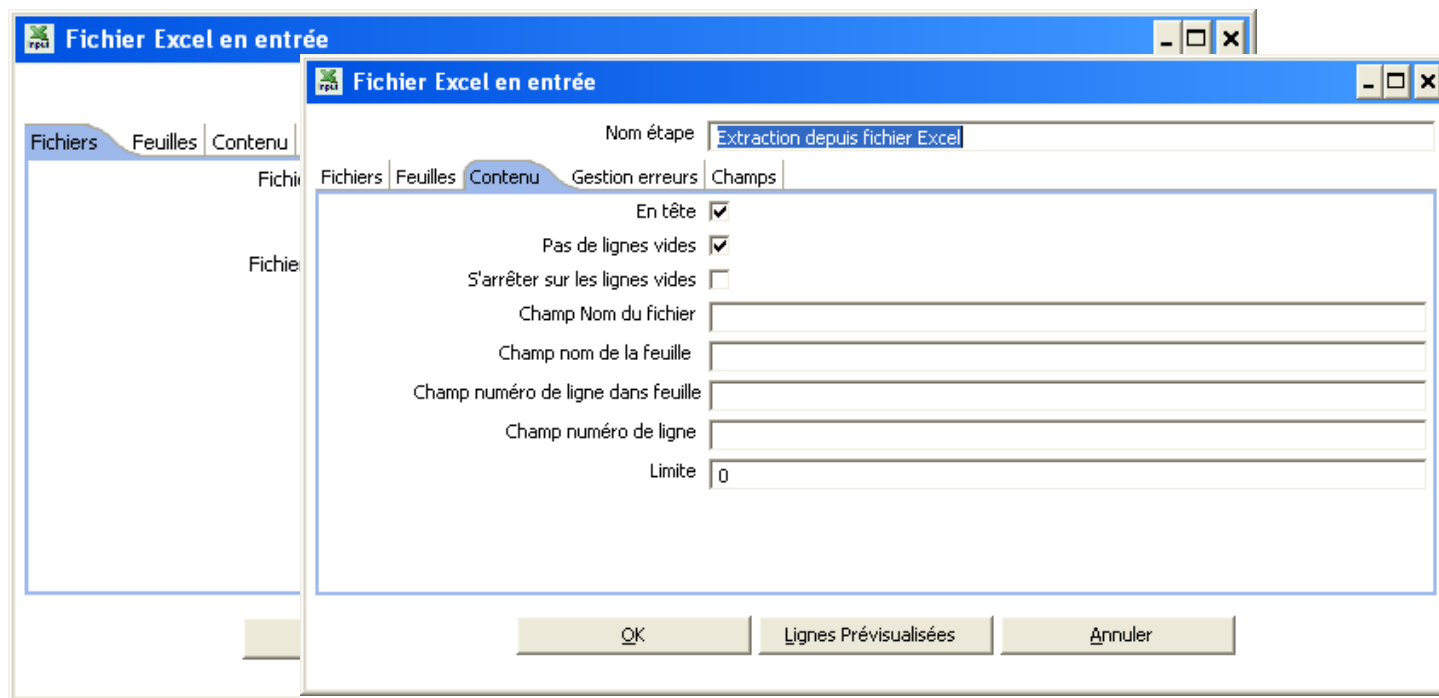 Fichier Excel en entrée
Fichiers Feuilles Contenu
Fichi
Fichie
Fichier Excel en entrée
Nom étape Extraction depuis fichier Excel
Fichiers Feuilles Contenu Gestion erreurs Champs
En tête
Pas de lignes vides
S'arrêter sur les lignes vides
Champ Nom du fichier
Champ nom de la feuille
Champ numéro de ligne dans feuille
Champ numéro de ligne
Limite 0
OK Lignes Prévisualisées Annuler